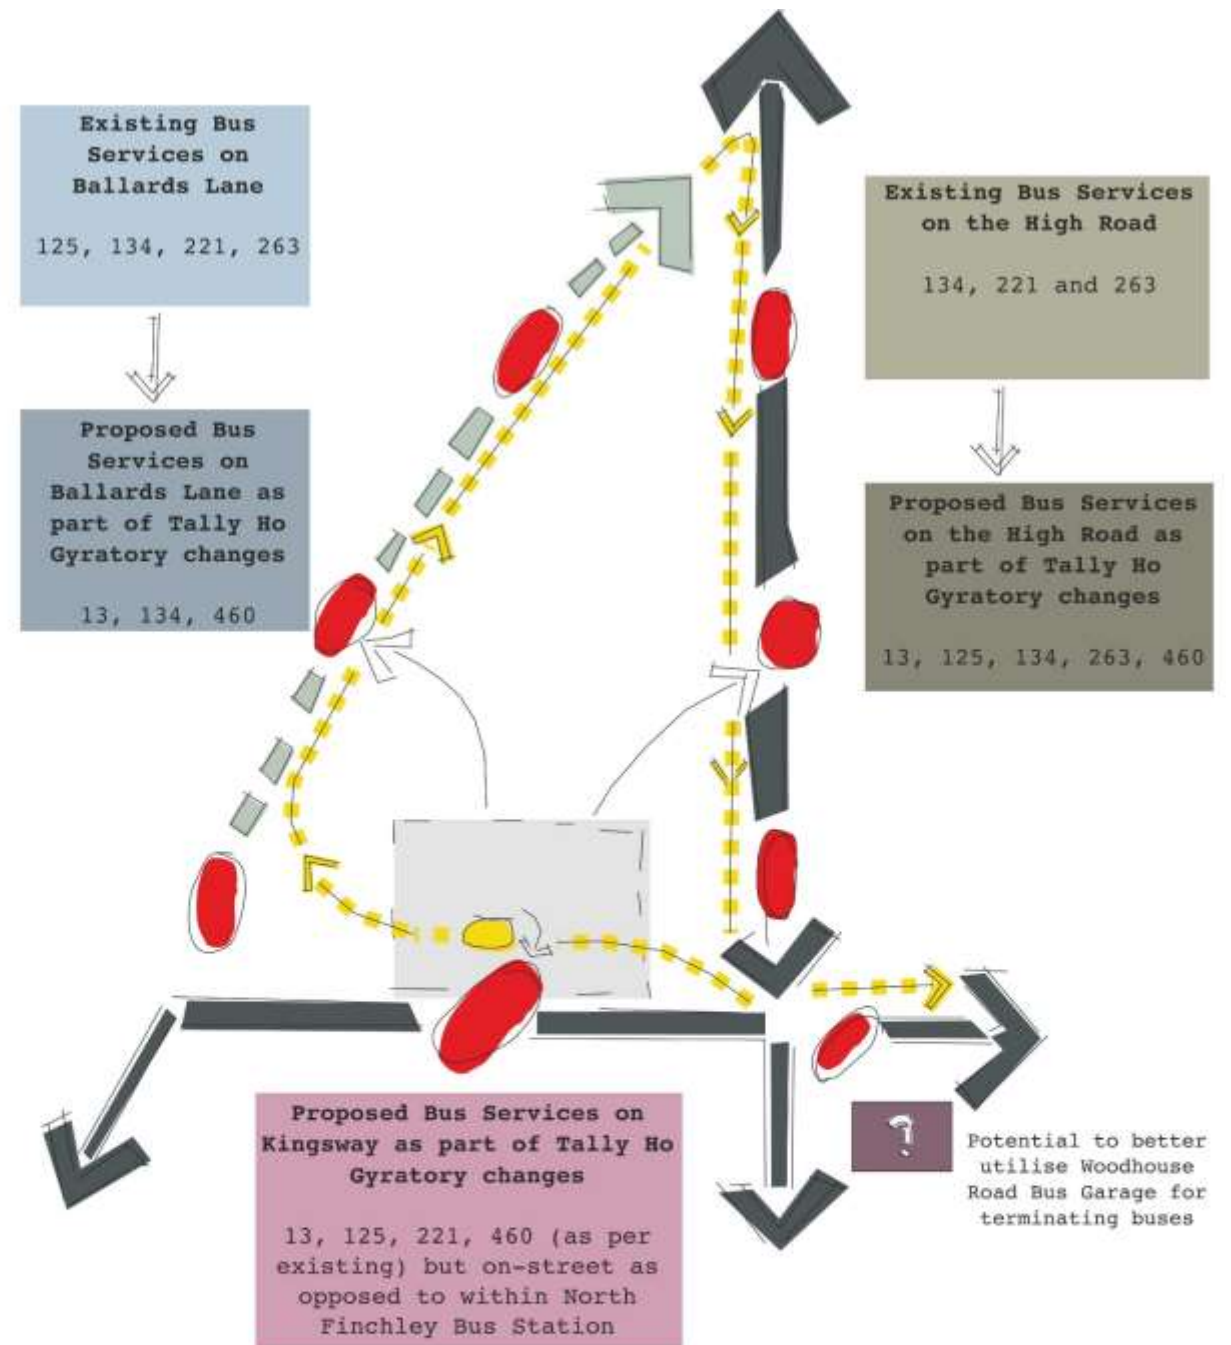 Existing Bus
Services on
Ballards Lane
125, 134, 221, 263
Proposed Bus
Services on
Ballards Lane as
part of Tally Ho
Gyratory changes
13, 134, 460
Existing Bus Services
on the High Road
134, 221 and 263
Proposed Bus Services
on the High Road as
part of Tally Ho
Gyratory changes
13, 125, 134, 263, 460
Proposed Bus Services on
Kingsway as part of Tally Ho
Gyratory changes
13, 125, 221, 460 (as per
existing) but on-street as
opposed to within North
Finchley Bus Station
?
Potential to better
utilise Woodhouse
Road Bus Garage for
terminating buses